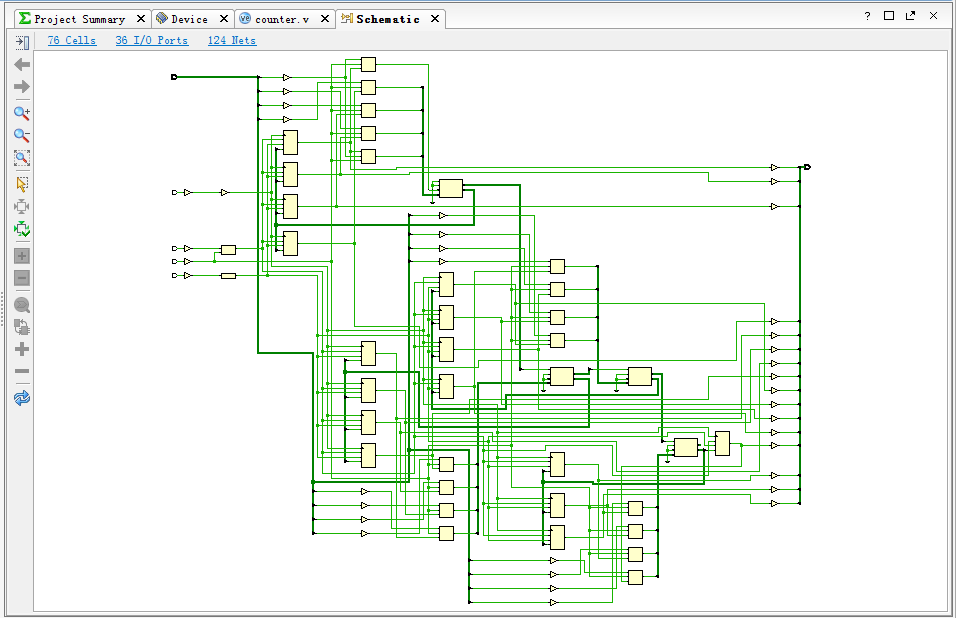 Project Summary Device counter.v Schematic
76 Cells 36 I/O Ports 124 Nets